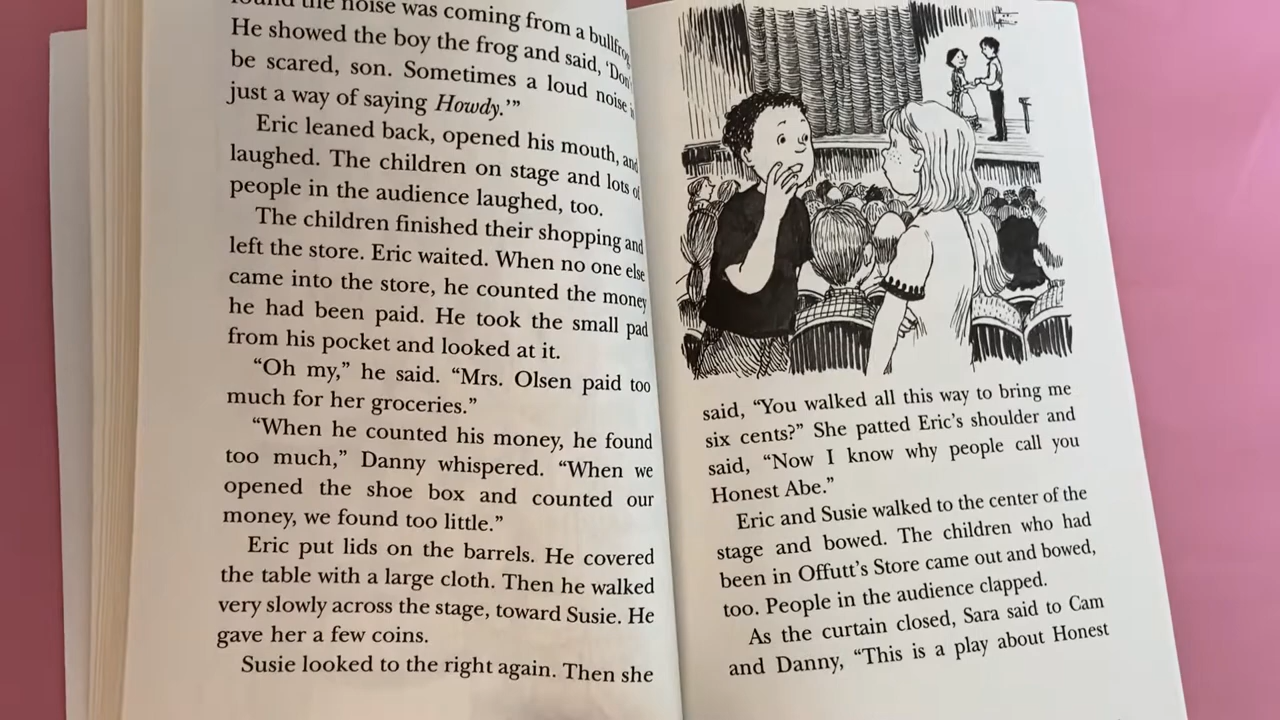 found the noise was coming from a bullfrog
He showed the boy the frog and said, ‘Don’t
be scared, son. Sometimes a loud noise is
just a way of saying Howdy.’”
Eric leaned back, opened his mouth, and
laughed. The children on stage and lots of
people in the audience laughed, too.
The children finished their shopping and
left the store. Eric waited. When no one else
came into the store, he counted the money
he had been paid. He took the small pad
from his pocket and looked at it.
“Oh my,” he said. “Mrs. Olsen paid too
much for her groceries.”
“When he counted his money, he found
too much,” Danny whispered. “When we
opened the shoe box and counted our
money, we found too little.”
Eric put lids on the barrels. He covered
the table with a large cloth. Then he walked
very slowly across the stage, toward Susie. He
gave her a few coins.
Susie looked to the right again. Then she
said, “You walked all this way to bring me
six cents?” She patted Eric’s shoulder and
said, “Now I know why people call you
Honest Abe.”
Eric and Susie walked to the center of the
stage and bowed. The children who had
been in Offutt’s Store came out and bowed,
too. People in the audience clapped.
As the curtain closed, Sara said to Cam
and Danny, “This is a play about Honest